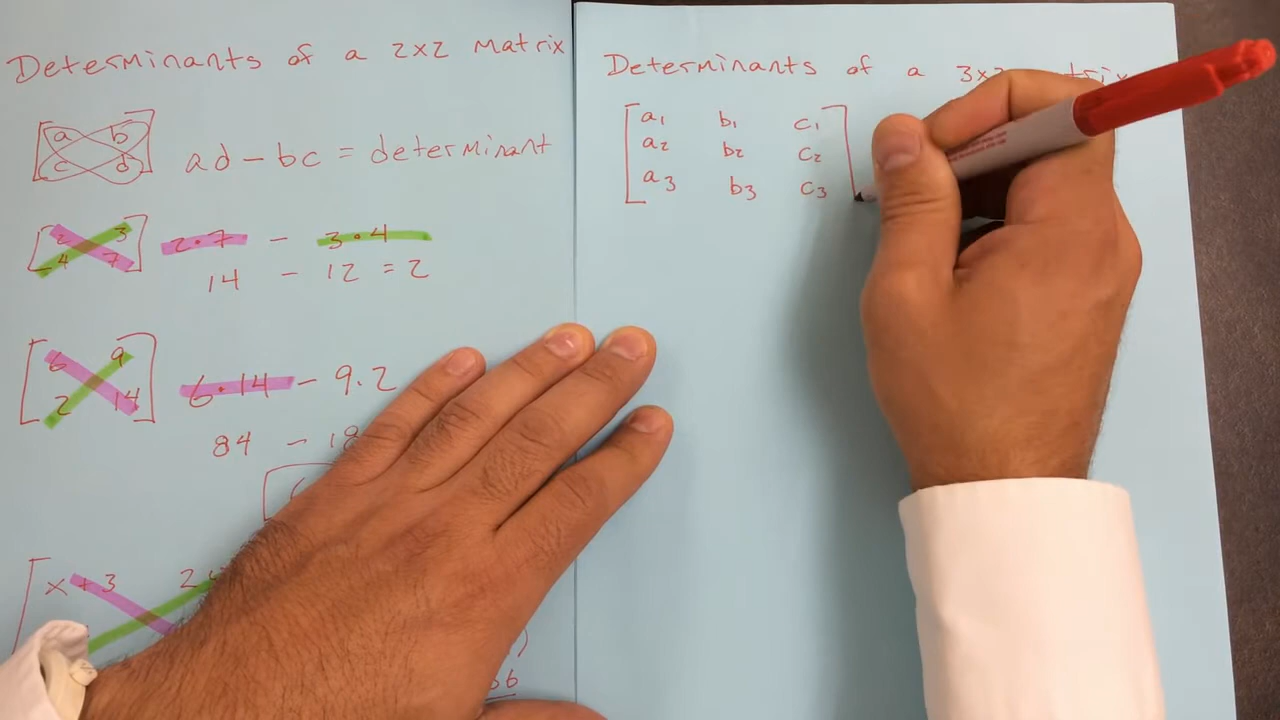 Determinants of a 2x2 Matrix
a b
c d
ad - bc = determinant
2 3
4 7
2·7 - 3·4
14 - 12 = 2
6 9
2 14
6·14 - 9·2
84 - 18
x+3
Determinants of a
a₁ b₁ c₁
a₂ b₂ c₂
a₃ b₃ c₃